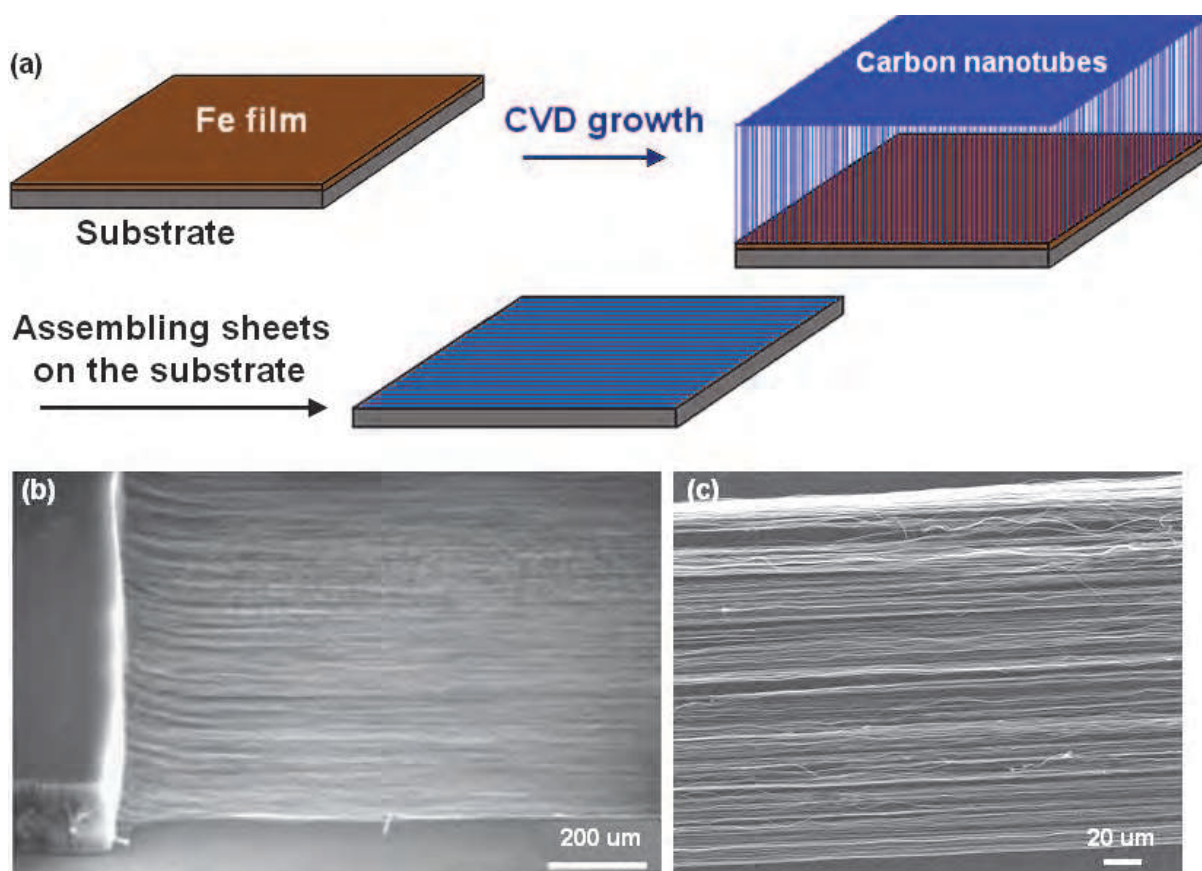 (a)
Fe film
Substrate
CVD growth
Carbon nanotubes
Assembling sheets
on the substrate
(b)
200 um
(c)
20 um